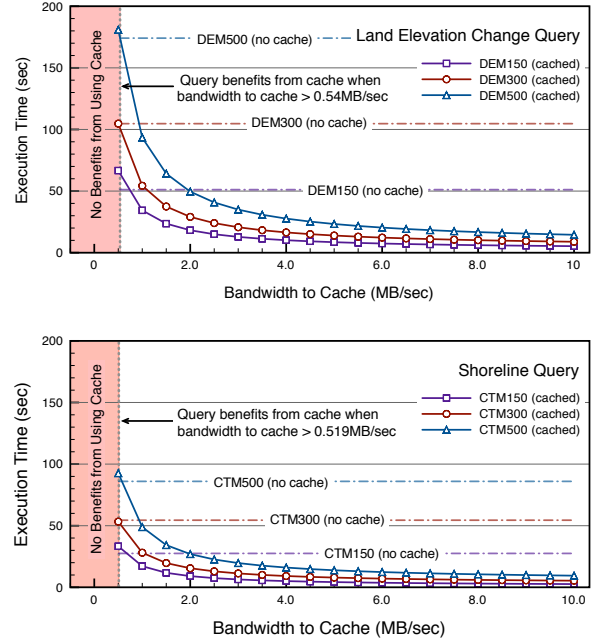 200
DEM500 (no cache)
Land Elevation Change Query
DEM150 (cached)
DEM300 (cached)
DEM500 (cached)
150
Query benefits from cache when
bandwidth to cache > 0.54MB/sec
No Benefits from Using Cache
Execution Time (sec)
DEM300 (no cache)
100
DEM150 (no cache)
50
0
0 2.0 4.0 6.0 8.0 10
Bandwidth to Cache (MB/sec)
200
Shoreline Query
CTM150 (cached)
CTM300 (cached)
CTM500 (cached)
150
Query benefits from cache when
bandwidth to cache > 0.519MB/sec
No Benefits from Using Cache
Execution Time (sec)
100
CTM500 (no cache)
CTM300 (no cache)
50
CTM150 (no cache)
0
0 2.0 4.0 6.0 8.0 10.0
Bandwidth to Cache (MB/sec)